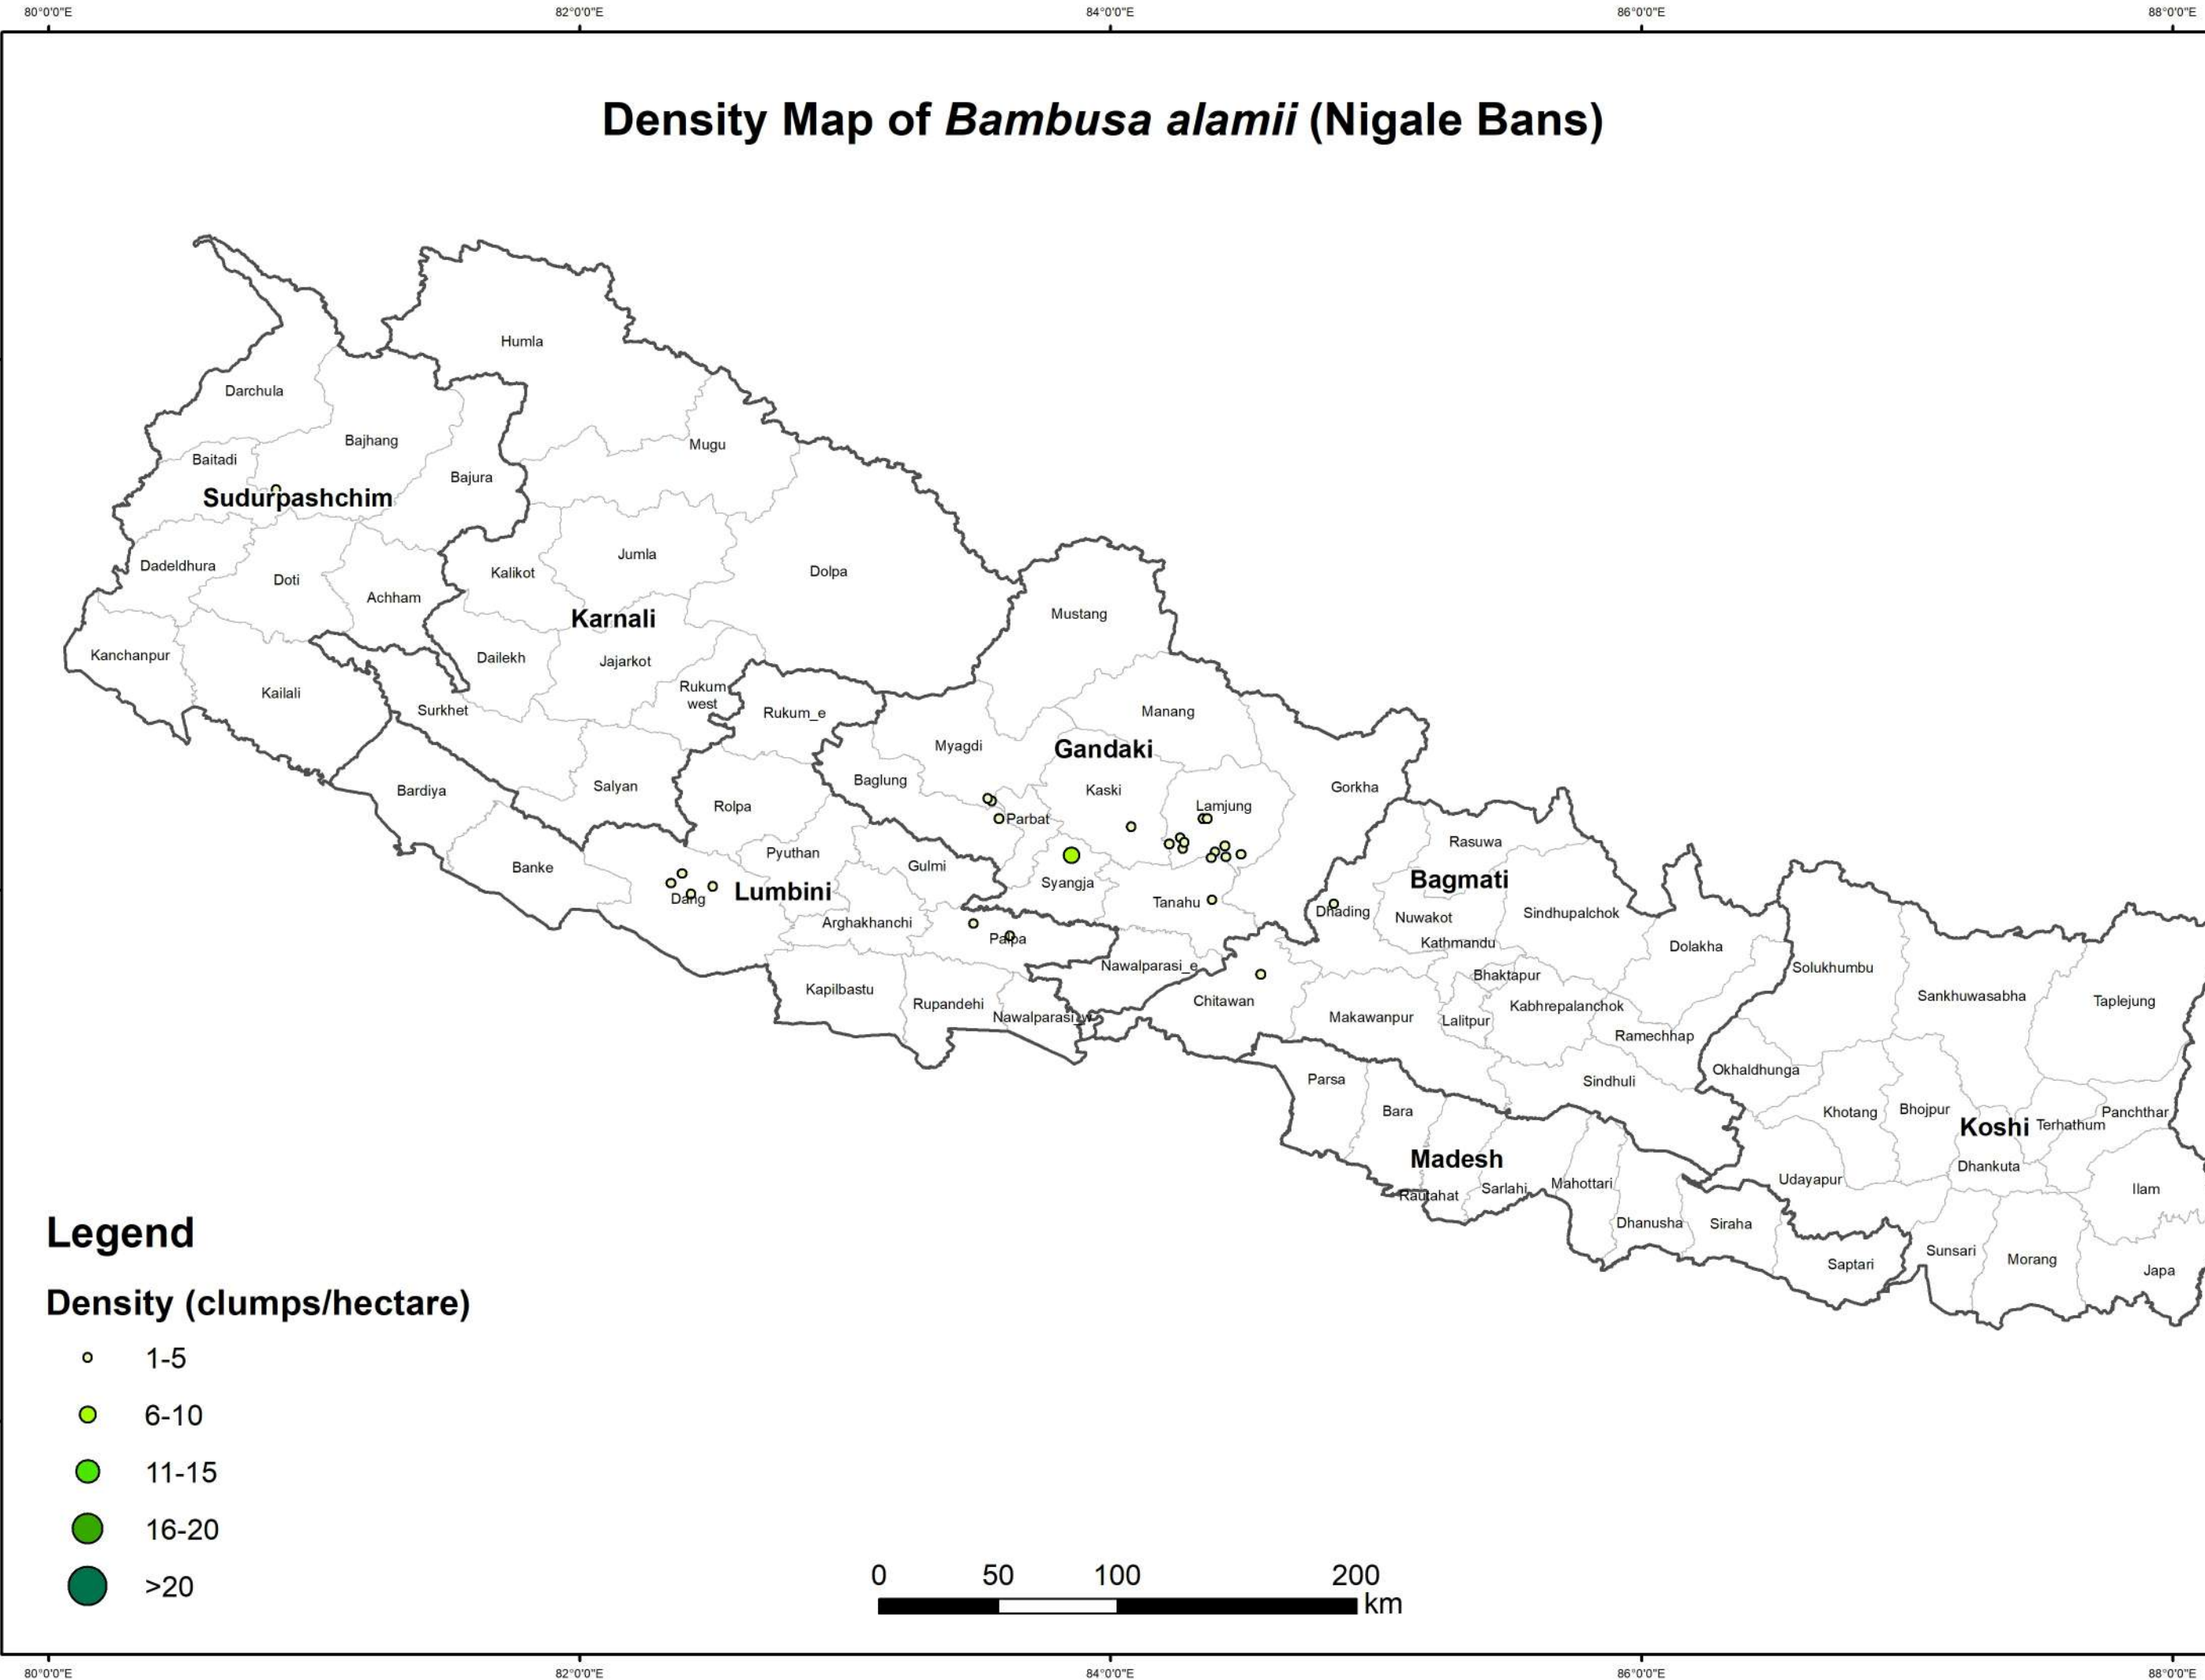 80°0'0"E 82°0'0"E 84°0'0"E 86°0'0"E 88°0'0"E
Density Map of Bambusa alamii (Nigale Bans)
Humla
Darchula
Bajhang
Mugu
Baitadi
Bajura
Sudurpashchim
Jumla
Dadeldhura
Doti
Kalikot
Dolpa
Achham
Mustang
Karnali
Kanchanpur
Dailekh
Jajarkot
Kailali
Rukum
west
Surkhet
Rukum_e
Manang
Myagdi
Gandaki
Baglung
Salyan
Bardiya
Kaski
Gorkha
Rolpa
Lamjung
Parbat
Rasuwa
Pyuthan
Banke
Gulmi
Syangja
Bagmati
Lumbini
Dang
Tanahu
Dhading
Nuwakot
Sindhupalchok
Arghakhanchi
Palpa
Kathmandu
Dolakha
Nawalparasi_e
Solukhumbu
Bhaktapur
Kapilbastu
Sankhuwasabha
Taplejung
Chitawan
Rupandehi
Kabhrepalanchok
Nawalparasi_w
Makawanpur
Lalitpur
Ramechhap
Okhaldhunga
Parsa
Sindhuli
Bara
Khotang
Bhojpur
Panchthar
Koshi
Terhathum
Madesh
Dhankuta
Udayapur
Mahottari
Sarlahi
Rautahat
Ilam
Dhanusha
Siraha
Sunsari
Morang
Saptari
Japa
Legend
Density (clumps/hectare)
1-5
6-10
11-15
16-20
>20
0 50 100 200
km
80°0'0"E 82°0'0"E 84°0'0"E 86°0'0"E 88°0'0"E